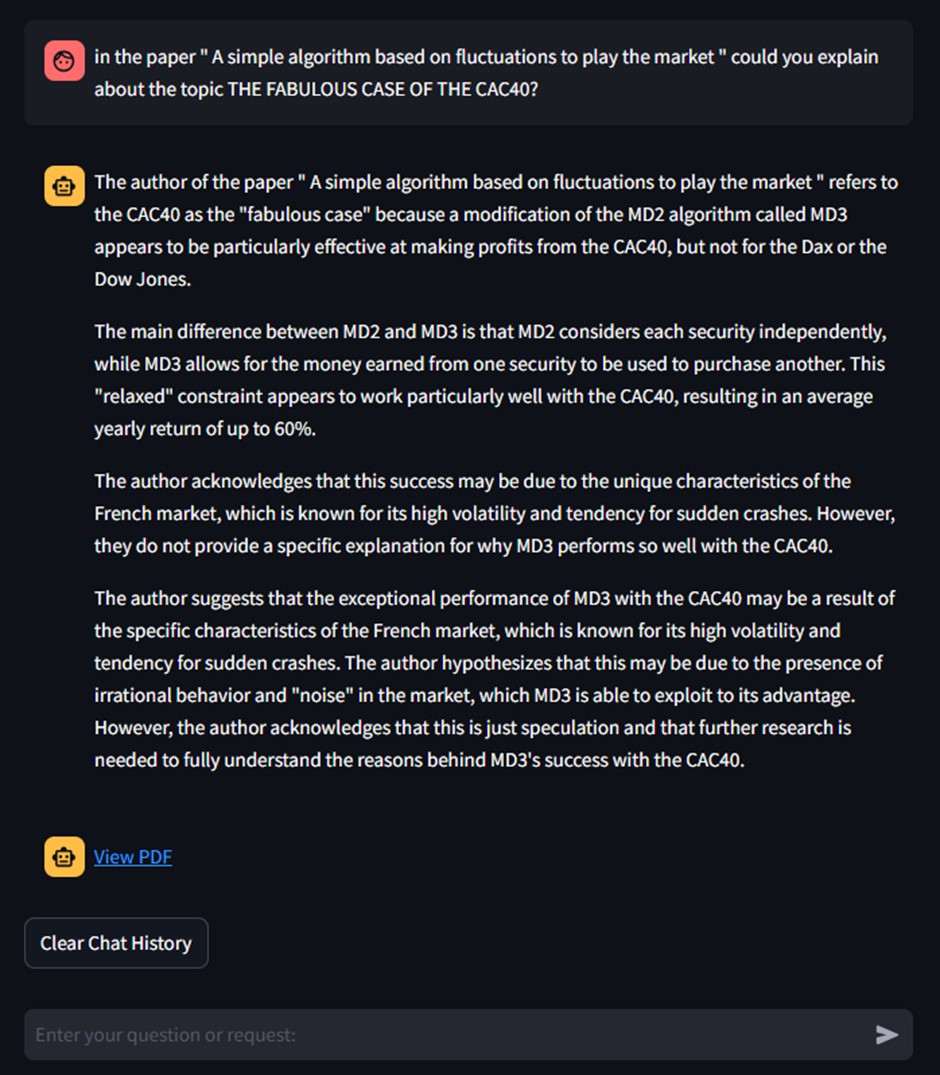 in the paper " A simple algorithm based on fluctuations to play the market " could you explain
about the topic THE FABULOUS CASE OF THE CAC40?
The author of the paper " A simple algorithm based on fluctuations to play the market " refers to
the CAC40 as the "fabulous case" because a modification of the MD2 algorithm called MD3
appears to be particularly effective at making profits from the CAC40, but not for the Dax or the
Dow Jones.
The main difference between MD2 and MD3 is that MD2 considers each security independently,
while MD3 allows for the money earned from one security to be used to purchase another. This
"relaxed" constraint appears to work particularly well with the CAC40, resulting in an average
yearly return of up to 60%.
The author acknowledges that this success may be due to the unique characteristics of the
French market, which is known for its high volatility and tendency for sudden crashes. However,
they do not provide a specific explanation for why MD3 performs so well with the CAC40.
The author suggests that the exceptional performance of MD3 with the CAC40 may be a result of
the specific characteristics of the French market, which is known for its high volatility and
tendency for sudden crashes. The author hypothesizes that this may be due to the presence of
irrational behavior and "noise" in the market, which MD3 is able to exploit to its advantage.
However, the author acknowledges that this is just speculation and that further research is
needed to fully understand the reasons behind MD3's success with the CAC40.
View PDF
Clear Chat History
Enter your question or request: